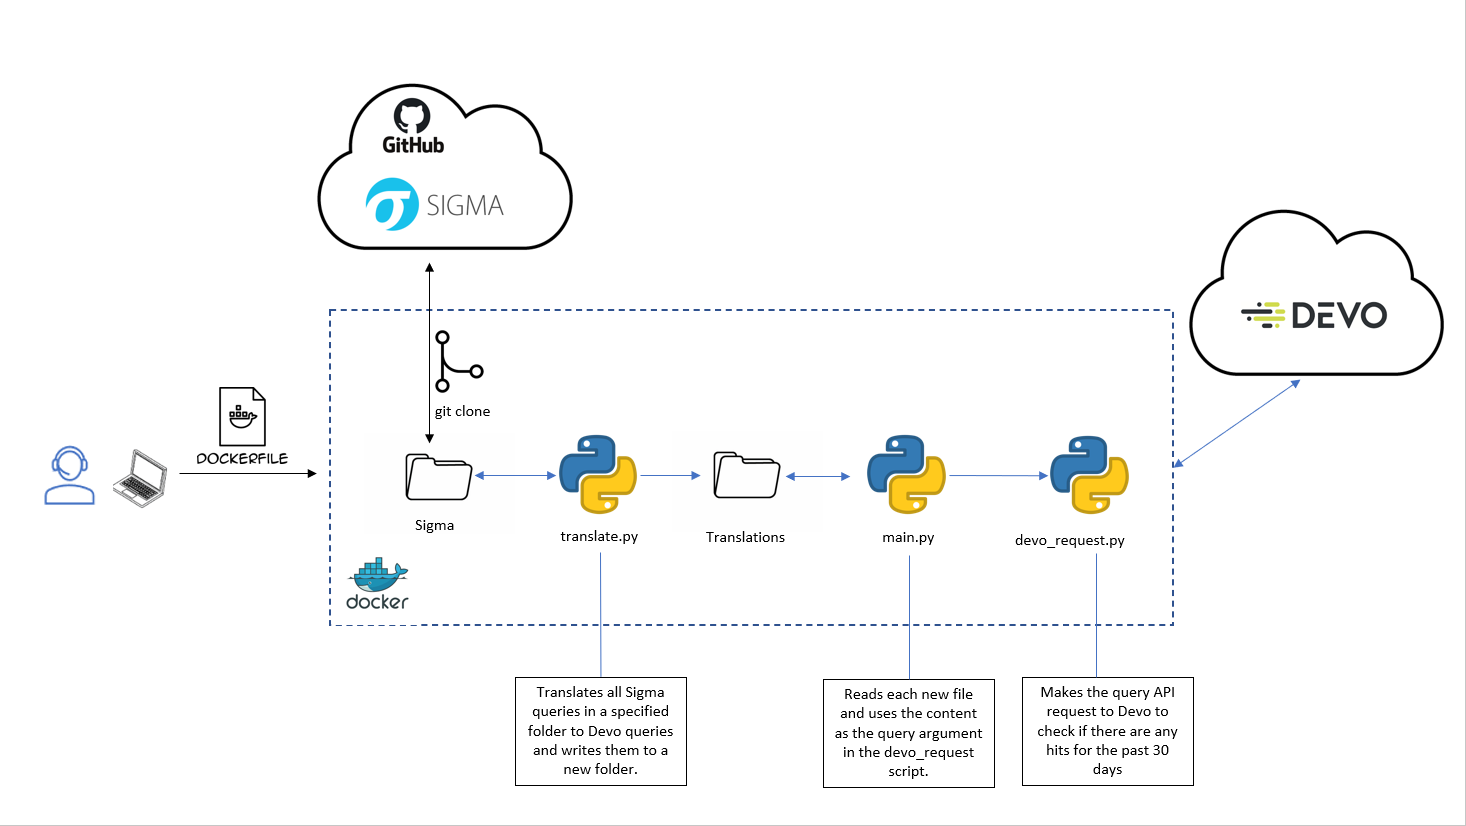 GitHub
SIGMA
DEVO
git clone
DOCKERFILE
Sigma
translate.py
Translations
main.py
devo_request.py
docker
Translates all Sigma
queries in a specified
folder to Devo queries
and writes them to a
new folder.
Reads each new file
and uses the content
as the query argument
in the devo_request
script.
Makes the query API
request to Devo to
check if there are any
hits for the past 30
days